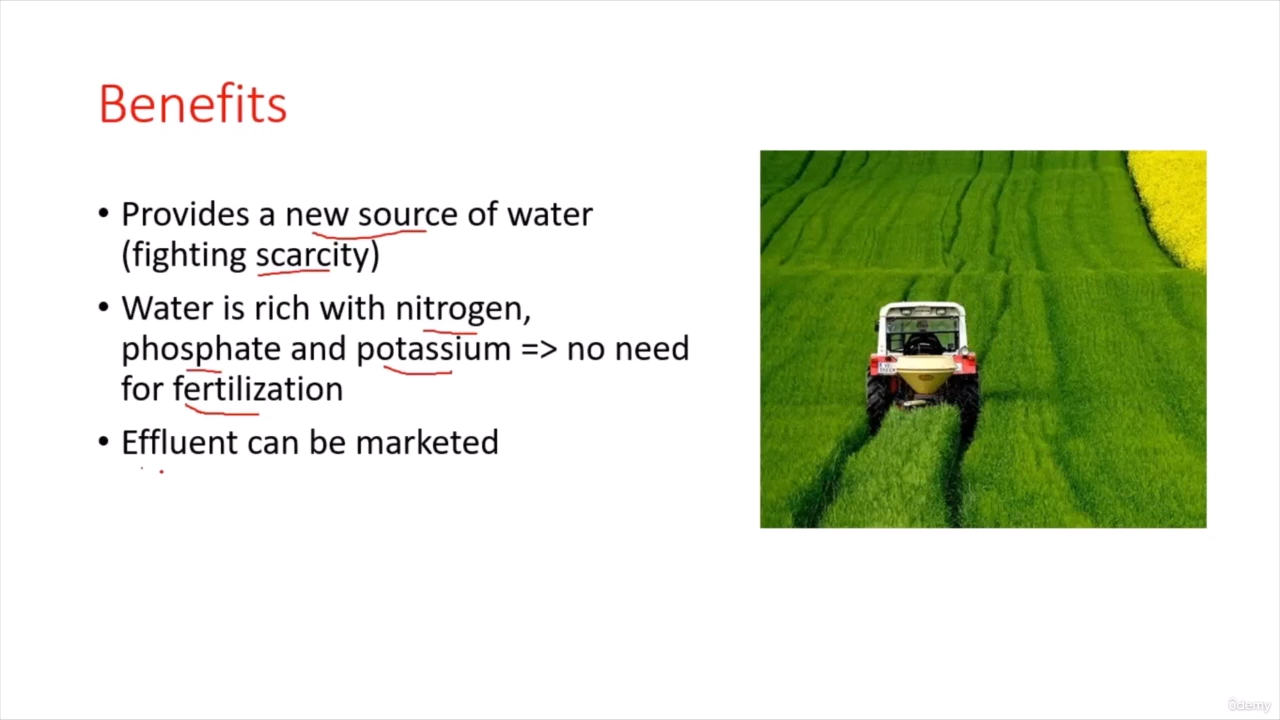 Benefits
• Provides a new source of water
(fighting scarcity)
• Water is rich with nitrogen,
phosphate and potassium => no need
for fertilization
• Effluent can be marketed
ûdemy